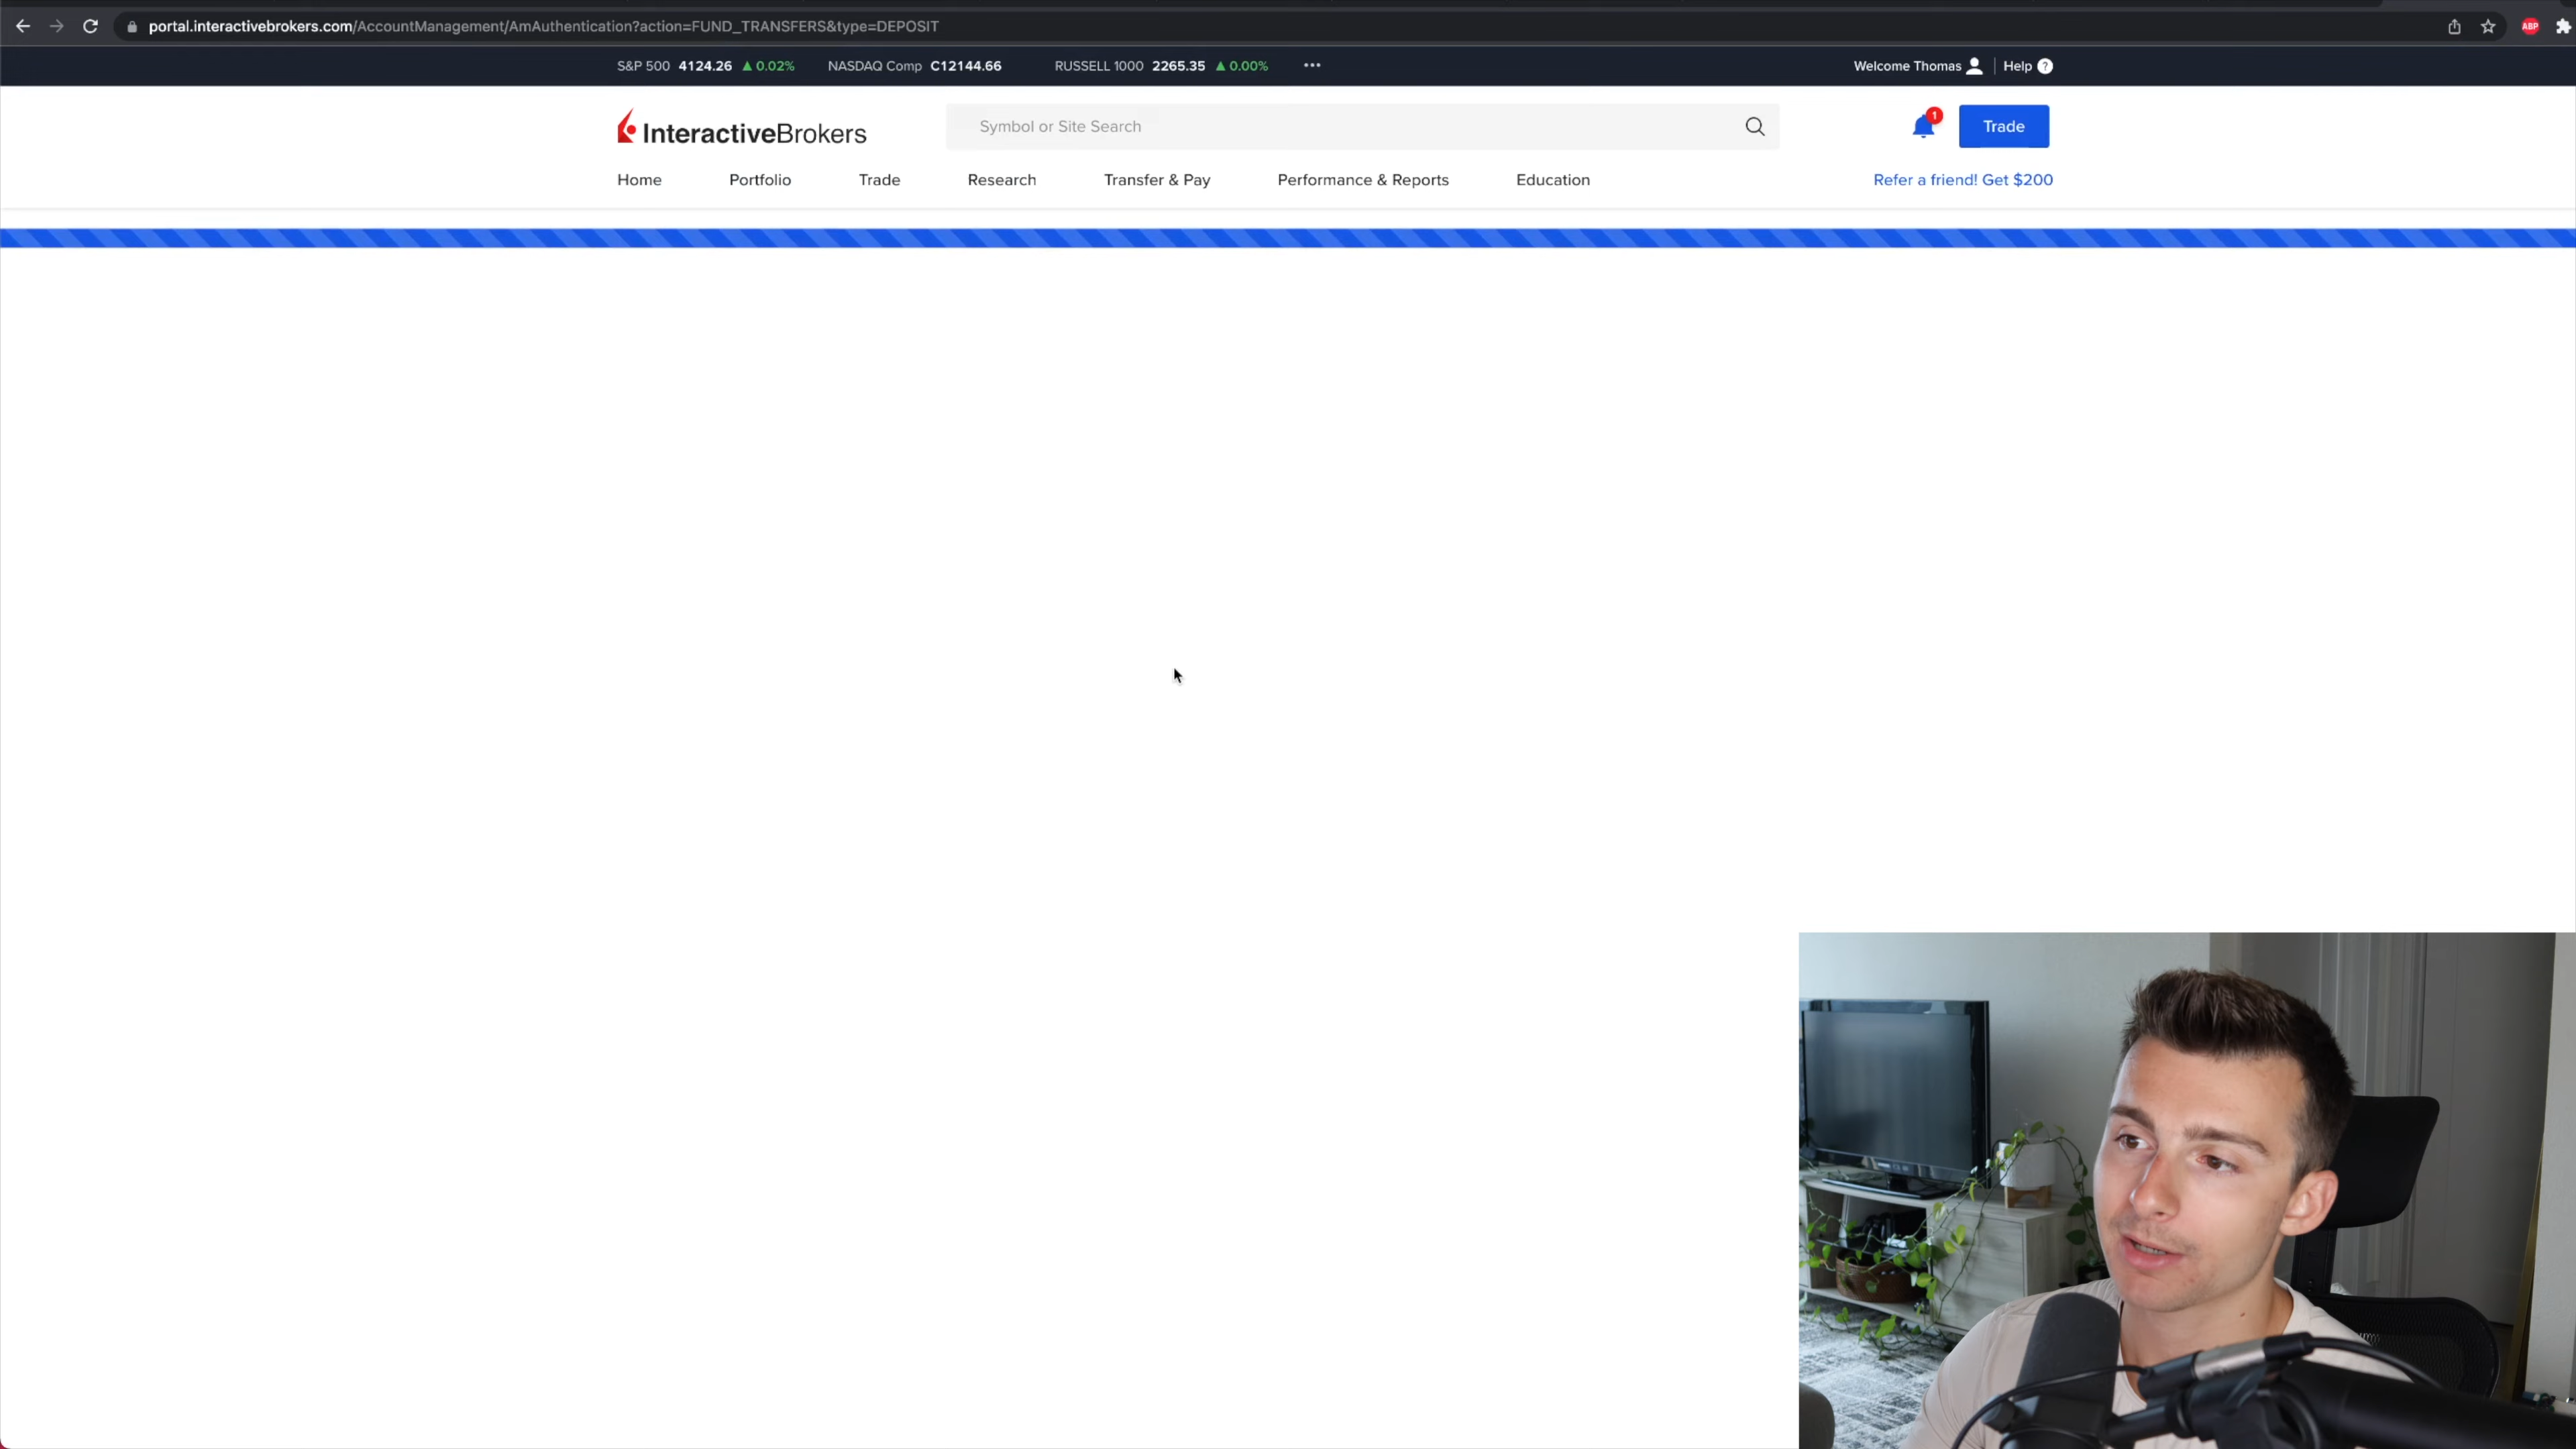 portal.interactivebrokers.com/AccountManagement/AmAuthentication?action=FUND_TRANSFERS&type=DEPOSIT
ABP
S&P 500 4124.26 ▲ 0.02% NASDAQ Comp C12144.66 RUSSELL 1000 2265.35 ▲ 0.00% ••• Welcome Thomas Help ?
InteractiveBrokers Symbol or Site Search 1 Trade
Home Portfolio Trade Research Transfer & Pay Performance & Reports Education Refer a friend! Get $200